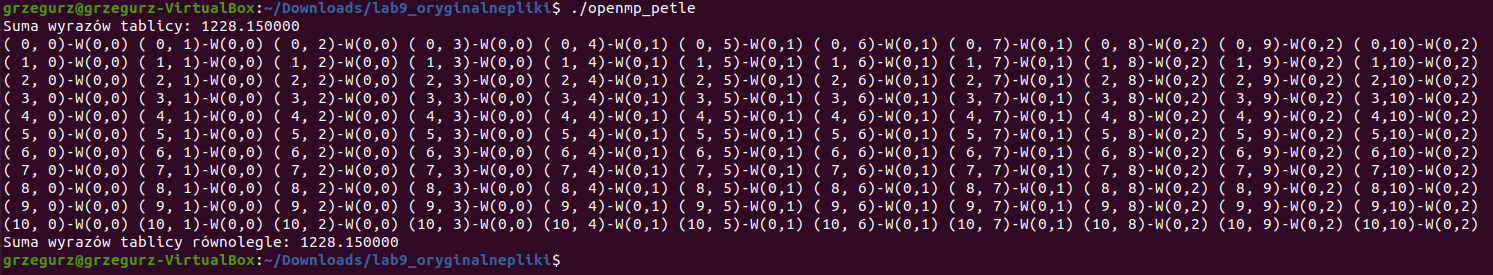 grzegurz@grzegurz-VirtualBox:~/Downloads/lab9_oryginalnepliki$ ./openmp_petle
Suma wyrazów tablicy: 1228.150000
( 0, 0)-W(0,0) ( 0, 1)-W(0,0) ( 0, 2)-W(0,0) ( 0, 3)-W(0,0) ( 0, 4)-W(0,1) ( 0, 5)-W(0,1) ( 0, 6)-W(0,1) ( 0, 7)-W(0,1) ( 0, 8)-W(0,2) ( 0, 9)-W(0,2) ( 0,10)-W(0,2)
( 1, 0)-W(0,0) ( 1, 1)-W(0,0) ( 1, 2)-W(0,0) ( 1, 3)-W(0,0) ( 1, 4)-W(0,1) ( 1, 5)-W(0,1) ( 1, 6)-W(0,1) ( 1, 7)-W(0,1) ( 1, 8)-W(0,2) ( 1, 9)-W(0,2) ( 1,10)-W(0,2)
( 2, 0)-W(0,0) ( 2, 1)-W(0,0) ( 2, 2)-W(0,0) ( 2, 3)-W(0,0) ( 2, 4)-W(0,1) ( 2, 5)-W(0,1) ( 2, 6)-W(0,1) ( 2, 7)-W(0,1) ( 2, 8)-W(0,2) ( 2, 9)-W(0,2) ( 2,10)-W(0,2)
( 3, 0)-W(0,0) ( 3, 1)-W(0,0) ( 3, 2)-W(0,0) ( 3, 3)-W(0,0) ( 3, 4)-W(0,1) ( 3, 5)-W(0,1) ( 3, 6)-W(0,1) ( 3, 7)-W(0,1) ( 3, 8)-W(0,2) ( 3, 9)-W(0,2) ( 3,10)-W(0,2)
( 4, 0)-W(0,0) ( 4, 1)-W(0,0) ( 4, 2)-W(0,0) ( 4, 3)-W(0,0) ( 4, 4)-W(0,1) ( 4, 5)-W(0,1) ( 4, 6)-W(0,1) ( 4, 7)-W(0,1) ( 4, 8)-W(0,2) ( 4, 9)-W(0,2) ( 4,10)-W(0,2)
( 5, 0)-W(0,0) ( 5, 1)-W(0,0) ( 5, 2)-W(0,0) ( 5, 3)-W(0,0) ( 5, 4)-W(0,1) ( 5, 5)-W(0,1) ( 5, 6)-W(0,1) ( 5, 7)-W(0,1) ( 5, 8)-W(0,2) ( 5, 9)-W(0,2) ( 5,10)-W(0,2)
( 6, 0)-W(0,0) ( 6, 1)-W(0,0) ( 6, 2)-W(0,0) ( 6, 3)-W(0,0) ( 6, 4)-W(0,1) ( 6, 5)-W(0,1) ( 6, 6)-W(0,1) ( 6, 7)-W(0,1) ( 6, 8)-W(0,2) ( 6, 9)-W(0,2) ( 6,10)-W(0,2)
( 7, 0)-W(0,0) ( 7, 1)-W(0,0) ( 7, 2)-W(0,0) ( 7, 3)-W(0,0) ( 7, 4)-W(0,1) ( 7, 5)-W(0,1) ( 7, 6)-W(0,1) ( 7, 7)-W(0,1) ( 7, 8)-W(0,2) ( 7, 9)-W(0,2) ( 7,10)-W(0,2)
( 8, 0)-W(0,0) ( 8, 1)-W(0,0) ( 8, 2)-W(0,0) ( 8, 3)-W(0,0) ( 8, 4)-W(0,1) ( 8, 5)-W(0,1) ( 8, 6)-W(0,1) ( 8, 7)-W(0,1) ( 8, 8)-W(0,2) ( 8, 9)-W(0,2) ( 8,10)-W(0,2)
( 9, 0)-W(0,0) ( 9, 1)-W(0,0) ( 9, 2)-W(0,0) ( 9, 3)-W(0,0) ( 9, 4)-W(0,1) ( 9, 5)-W(0,1) ( 9, 6)-W(0,1) ( 9, 7)-W(0,1) ( 9, 8)-W(0,2) ( 9, 9)-W(0,2) ( 9,10)-W(0,2)
(10, 0)-W(0,0) (10, 1)-W(0,0) (10, 2)-W(0,0) (10, 3)-W(0,0) (10, 4)-W(0,1) (10, 5)-W(0,1) (10, 6)-W(0,1) (10, 7)-W(0,1) (10, 8)-W(0,2) (10, 9)-W(0,2) (10,10)-W(0,2)
Suma wyrazów tablicy równolegle: 1228.150000
grzegurz@grzegurz-VirtualBox:~/Downloads/lab9_oryginalnepliki$